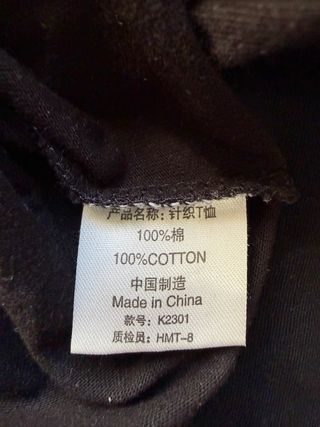 产品名称: 针织T恤
100%棉
100%COTTON
中国制造
Made in China
款号: K2301
质检员: HMT-8